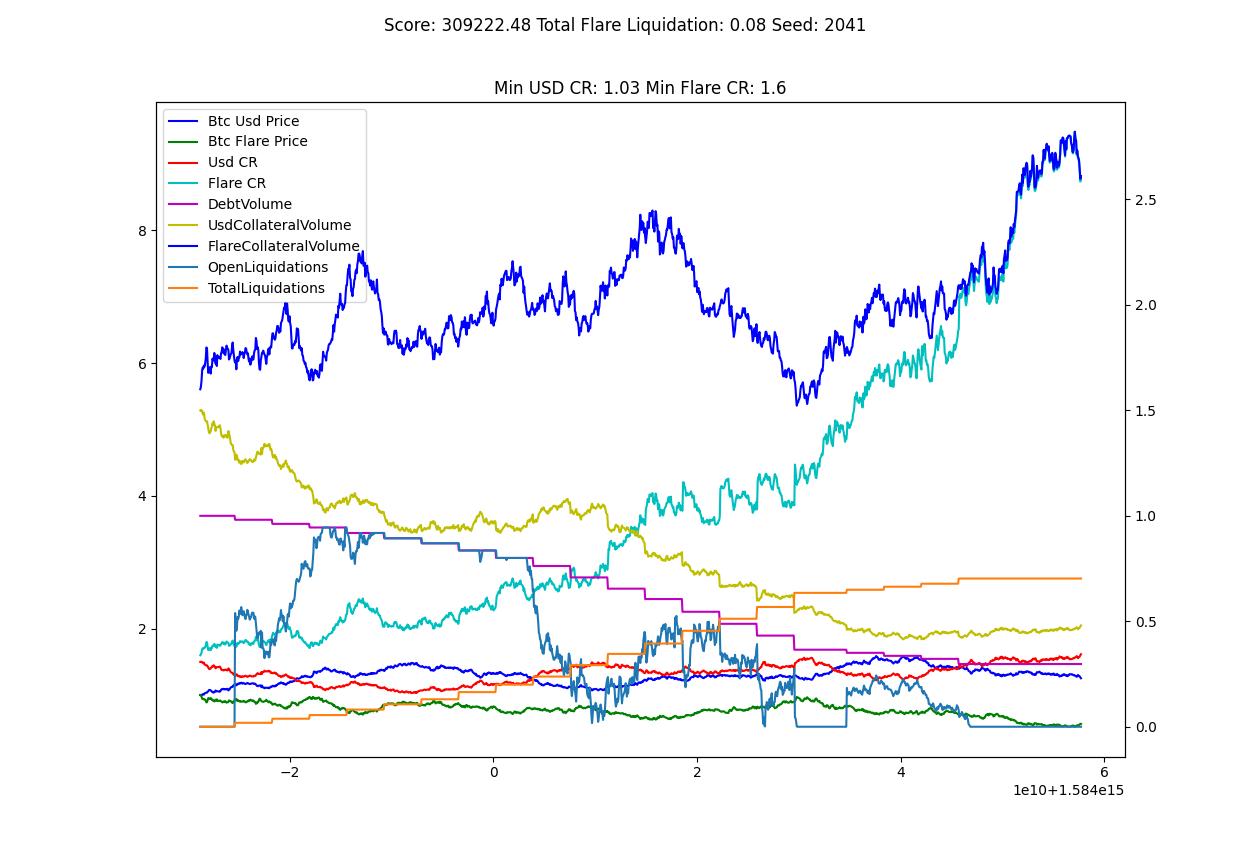 Score: 309222.48 Total Flare Liquidation: 0.08 Seed: 2041
Min USD CR: 1.03 Min Flare CR: 1.6
Btc Usd Price
Btc Flare Price
Usd CR
Flare CR
DebtVolume
UsdCollateralVolume
FlareCollateralVolume
OpenLiquidations
TotalLiquidations
8
6
4
2
2.5
2.0
1.5
1.0
0.5
0.0
−2 0 2 4 6
1e10+1.584e15